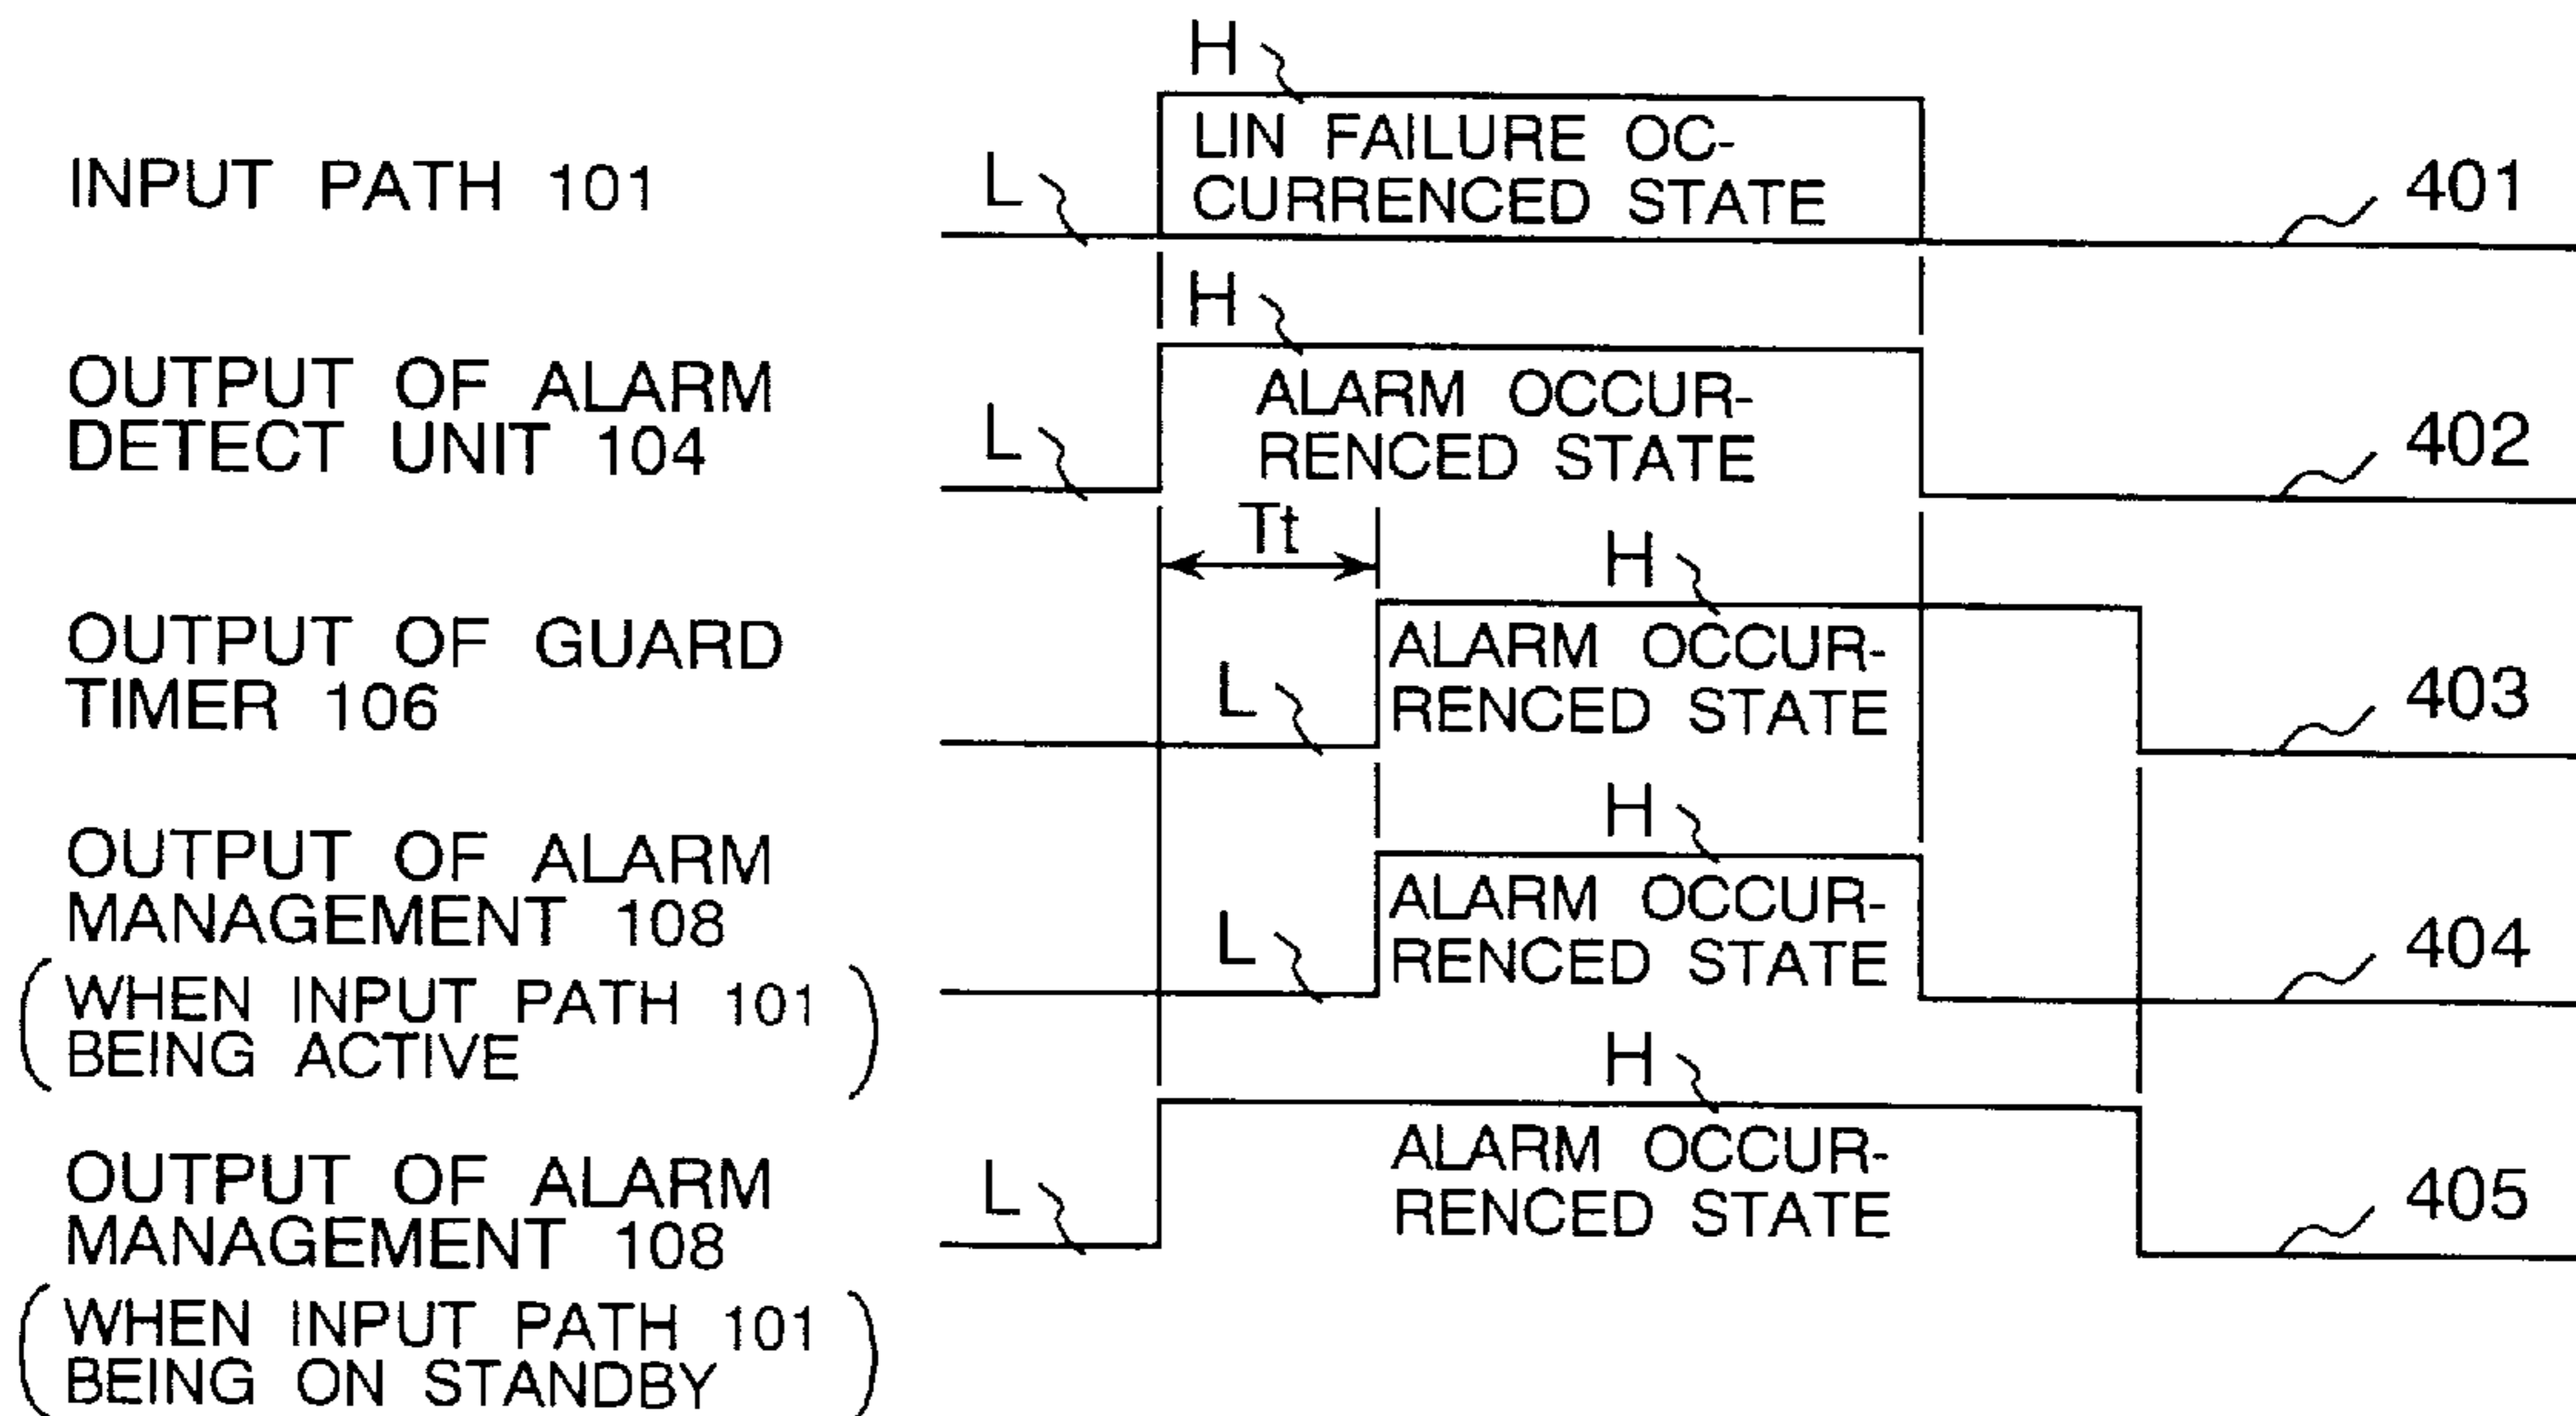 H
LIN FAILURE OC-
CURRENCED STATE
INPUT PATH 101
L
401
H
OUTPUT OF ALARM
DETECT UNIT 104
L
ALARM OCCUR-
RENCED STATE
402
Tt
H
OUTPUT OF GUARD
TIMER 106
L
ALARM OCCUR-
RENCED STATE
403
H
OUTPUT OF ALARM
MANAGEMENT 108
(WHEN INPUT PATH 101
BEING ACTIVE)
L
ALARM OCCUR-
RENCED STATE
404
H
OUTPUT OF ALARM
MANAGEMENT 108
(WHEN INPUT PATH 101
BEING ON STANDBY)
L
ALARM OCCUR-
RENCED STATE
405